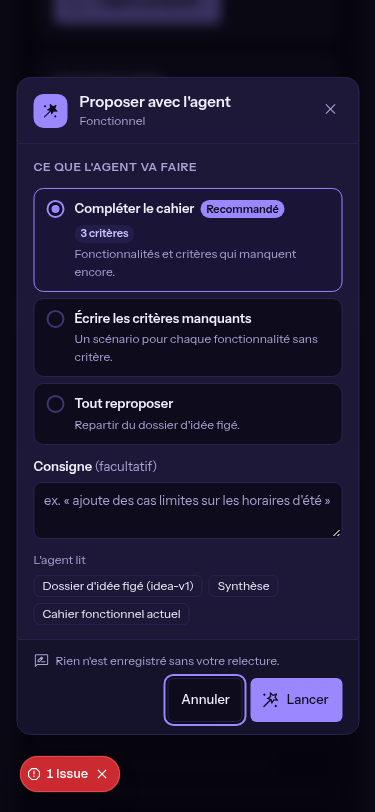 Proposer avec l'agent
Fonctionnel
CE QUE L'AGENT VA FAIRE
Compléter le cahier Recommandé
3 critères
Fonctionnalités et critères qui manquent
encore.
Écrire les critères manquants
Un scénario pour chaque fonctionnalité sans
critère.
Tout reproposer
Repartir du dossier d'idée figé.
Consigne (facultatif)
ex. « ajoute des cas limites sur les horaires d'été »
L'agent lit
Dossier d'idée figé (idea-v1) Synthèse
Cahier fonctionnel actuel
Rien n'est enregistré sans votre relecture.
Annuler Lancer
1 Issue